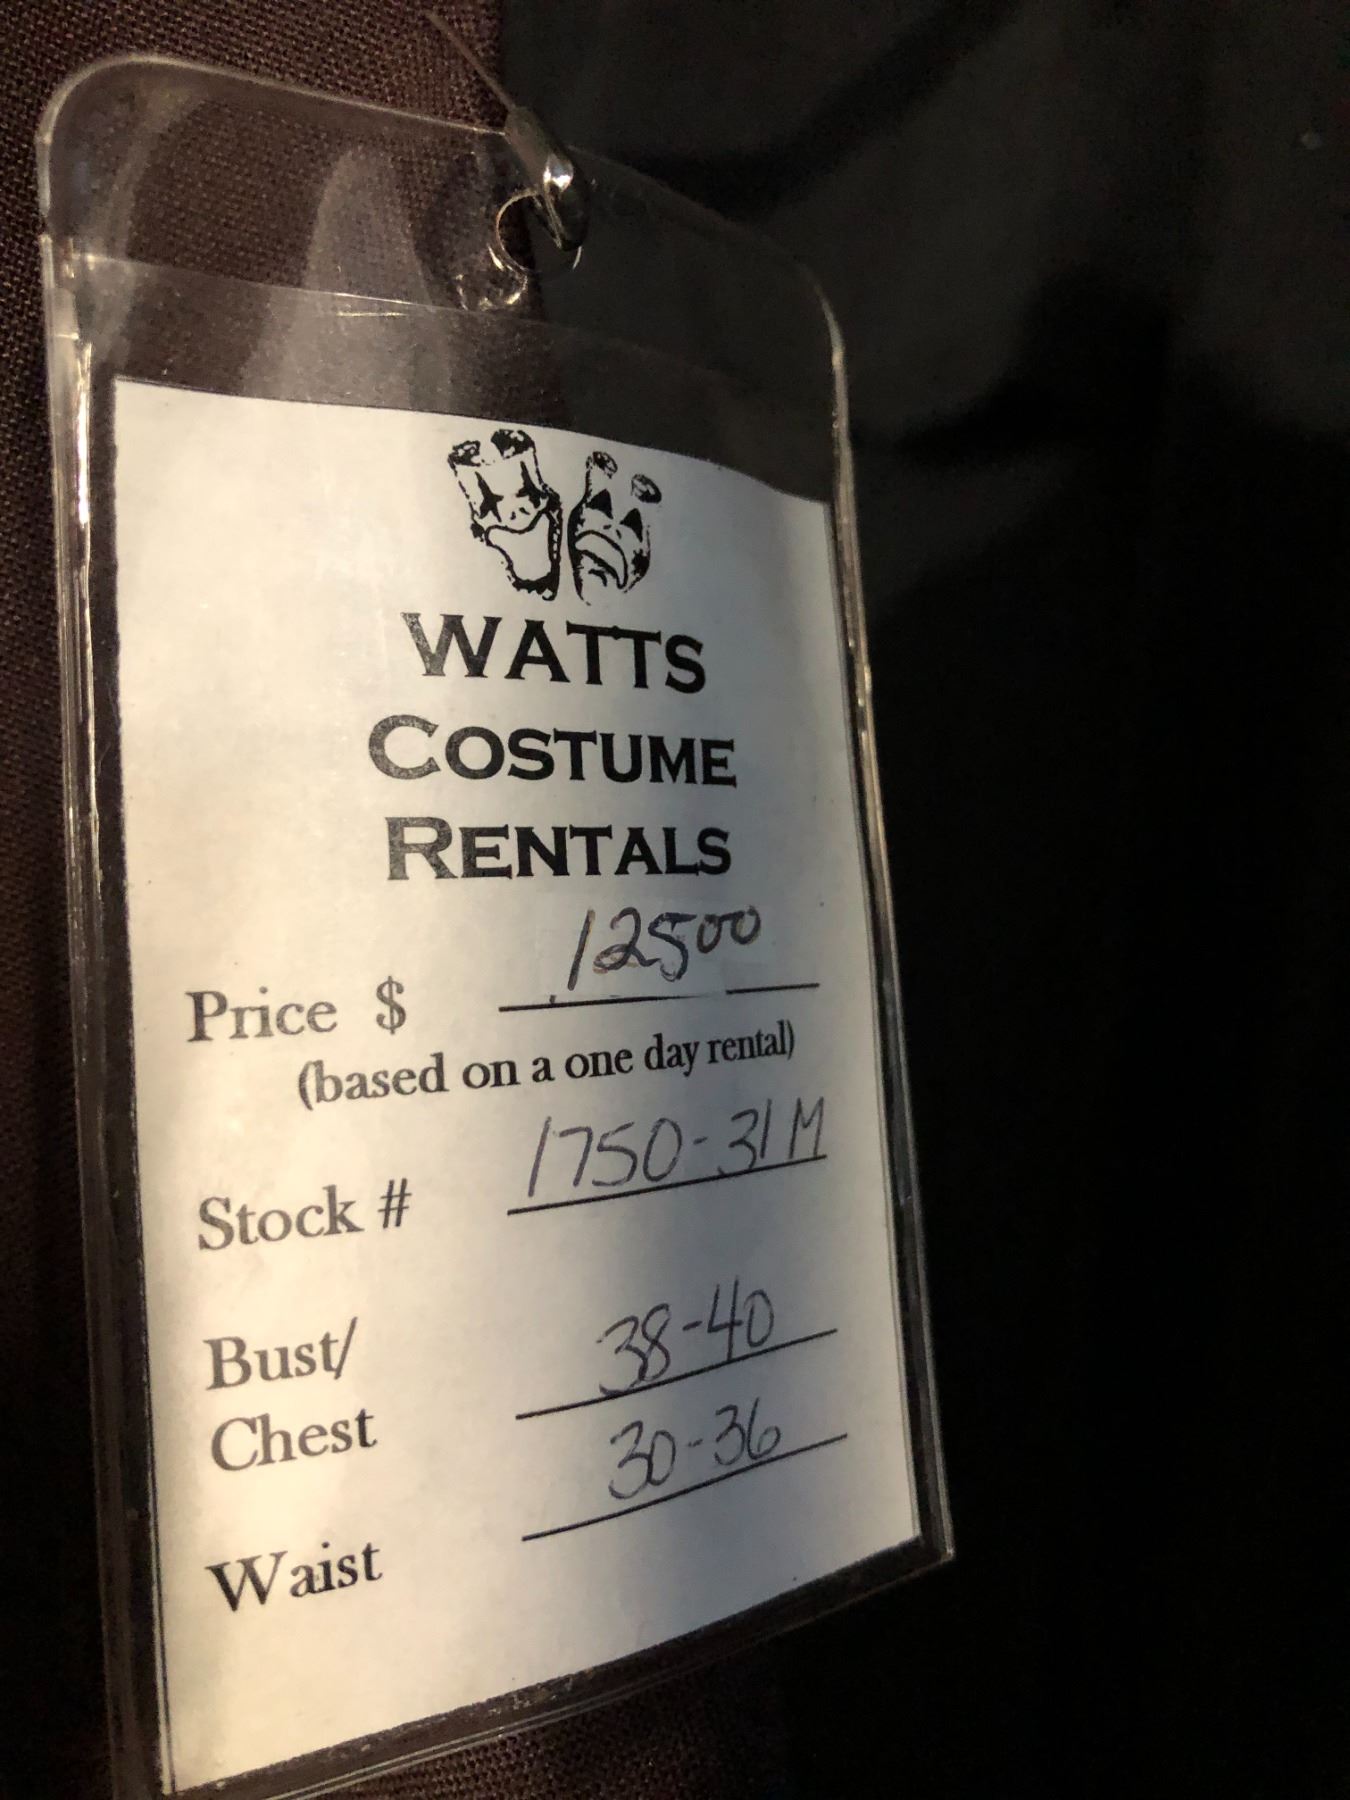 WATTS
COSTUME
RENTALS
Price $ 12500
(based on a one day rental)
Stock # 1750-31M
Bust/
Chest 38-40
Waist 30-36